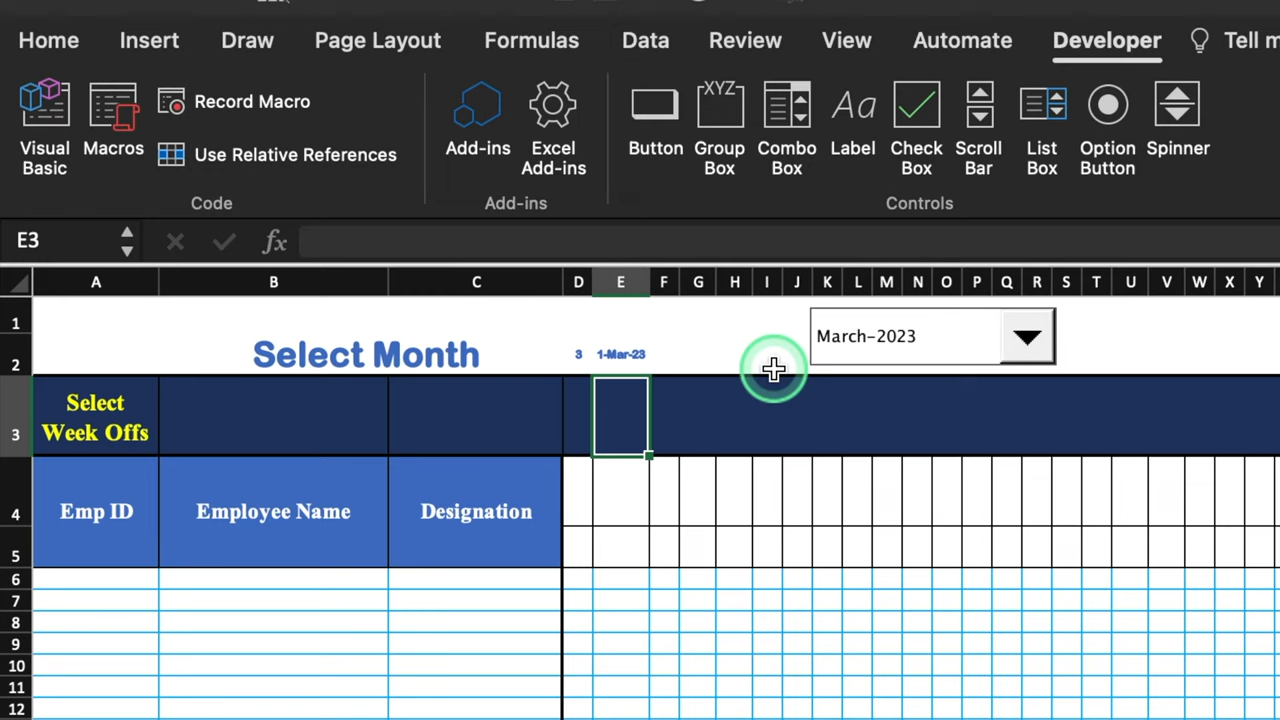 Home Insert Draw Page Layout Formulas Data Review View Automate Developer Tell m
Visual Basic
Macros
Record Macro
Use Relative References
Code
Add-ins
Excel Add-ins
Add-ins
Button
XYZ
Group Box
Combo Box
Aa
Label
Check Box
Scroll Bar
List Box
Option Button
Spinner
Controls
E3
fx
A B C D E F G H I J K L M N O P Q R S T U V W X Y
1
March-2023
2
Select Month 3 1-Mar-23
3
Select
Week Offs
4
Emp ID Employee Name Designation
5
6
7
8
9
10
11
12